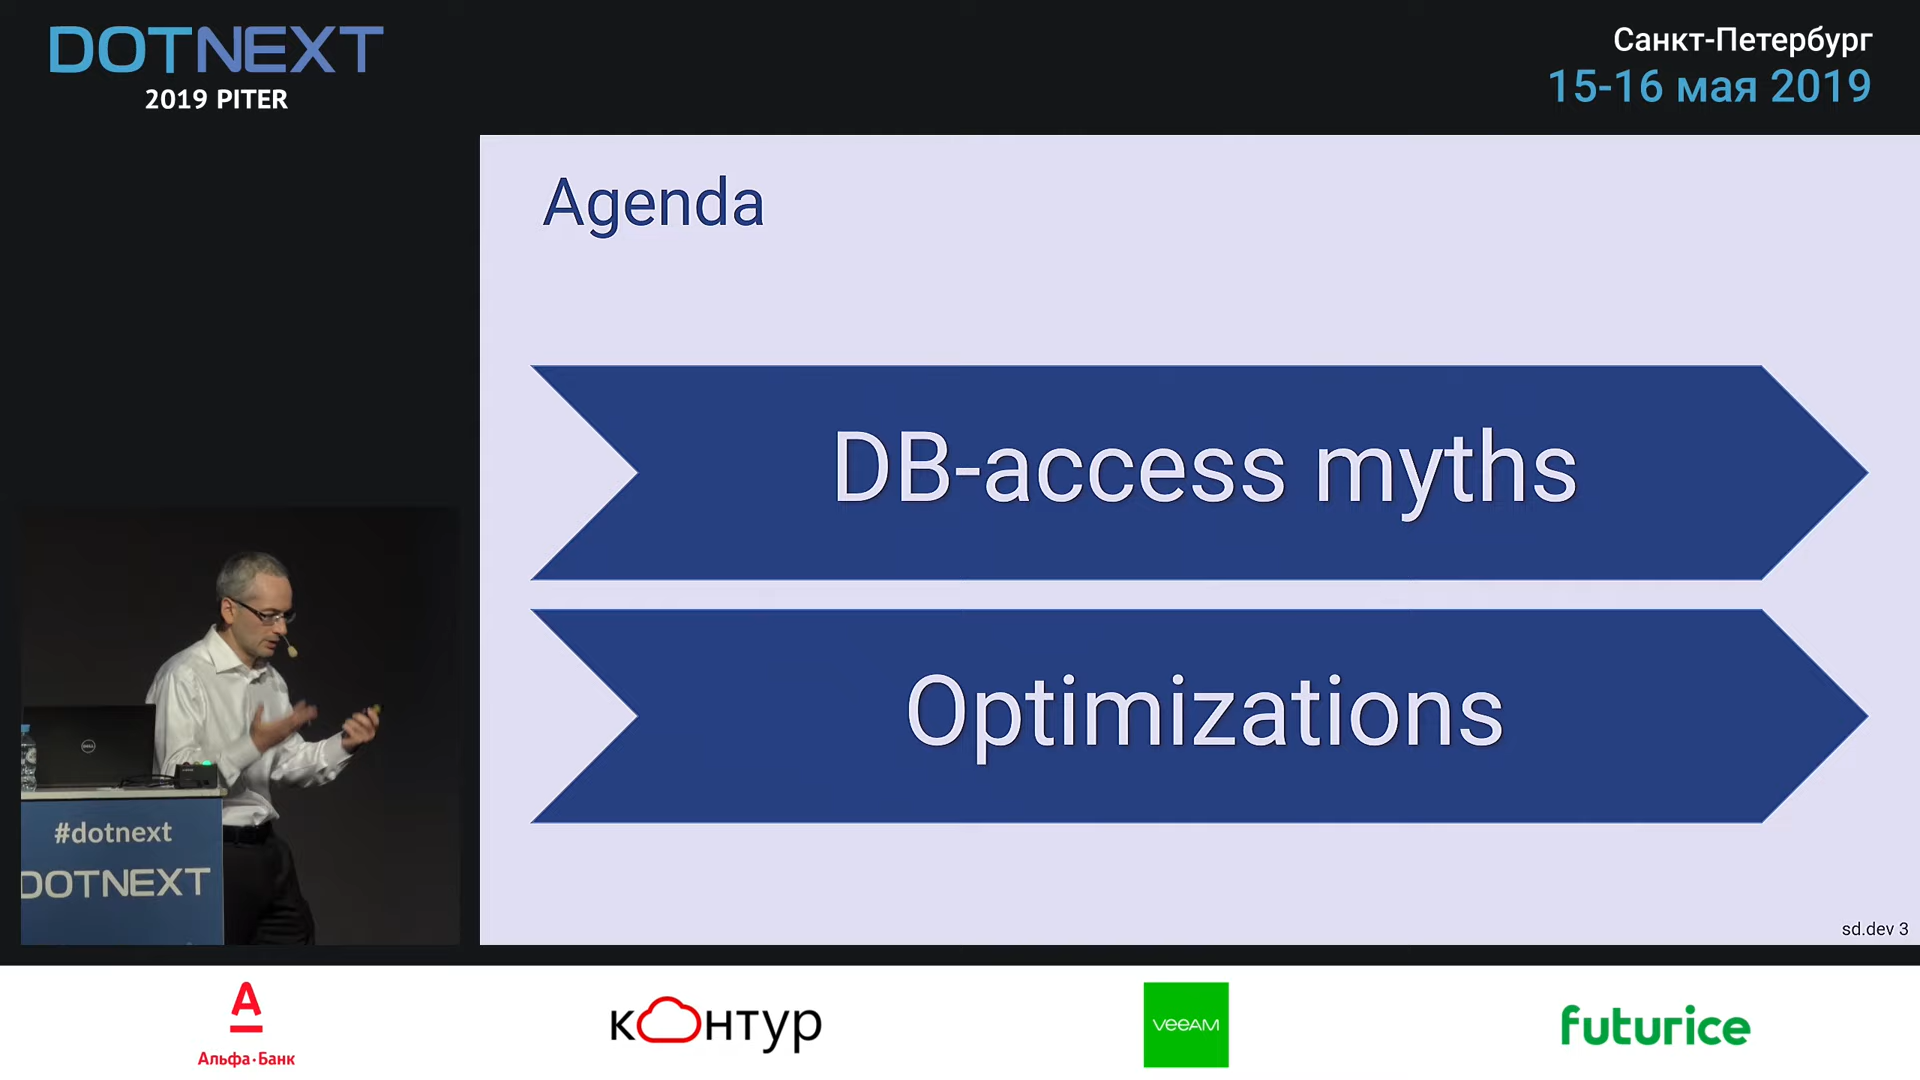 DOTNEXT
2019 PITER
Санкт-Петербург
15-16 мая 2019
Agenda
DB-access myths
Optimizations
sd.dev 3
DELL
#dotnext
DOTNEXT
Альфа·Банк
контур
veeam
futurice